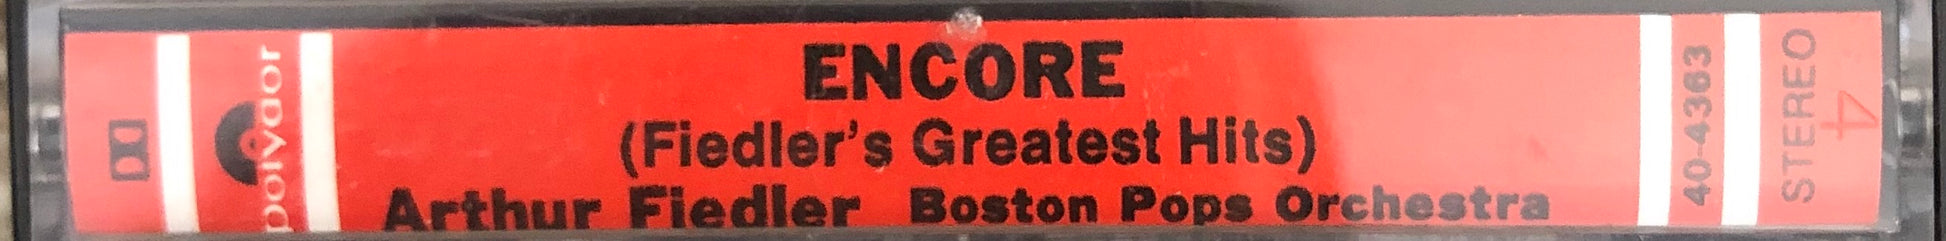 polydor
ENCORE
(Fiedler's Greatest Hits)
Arthur Fiedler Boston Pops Orchestra
40-4363
STEREO
4